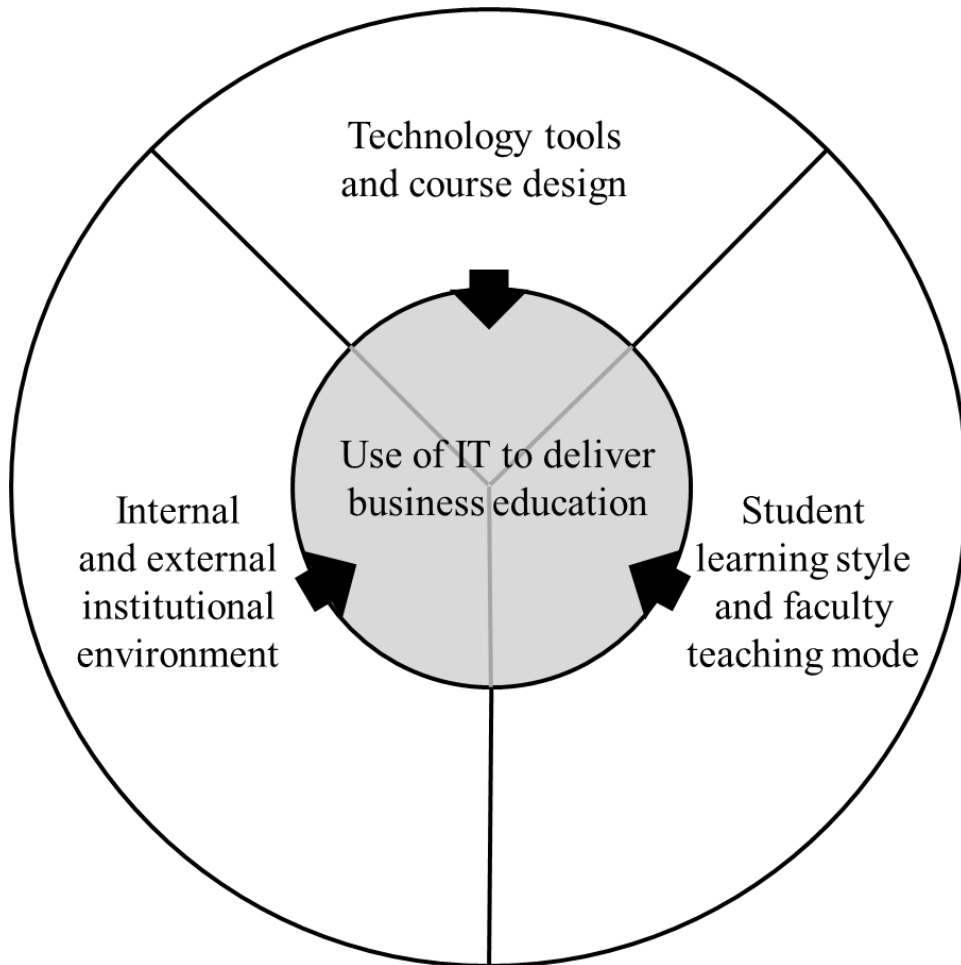 Technology tools
and course design
Use of IT to deliver
business education
Internal
and external
institutional
environment
Student
learning style
and faculty
teaching mode